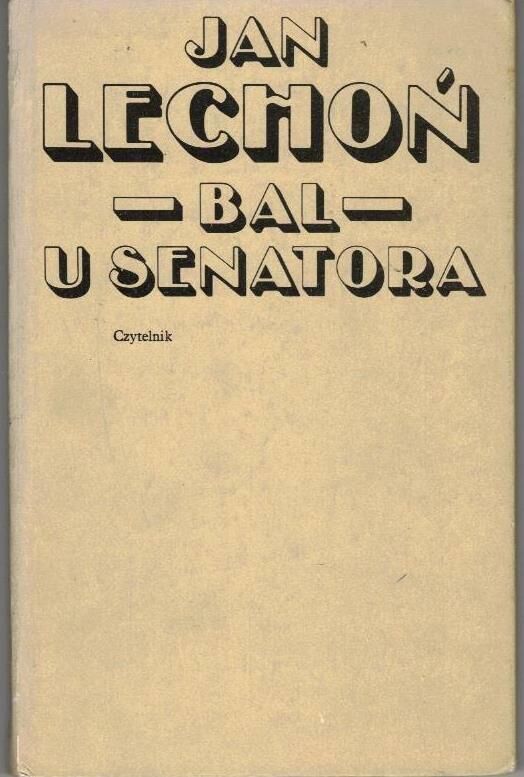 JAN
LECHOŃ
— BAL —
U SENATORA
Czytelnik